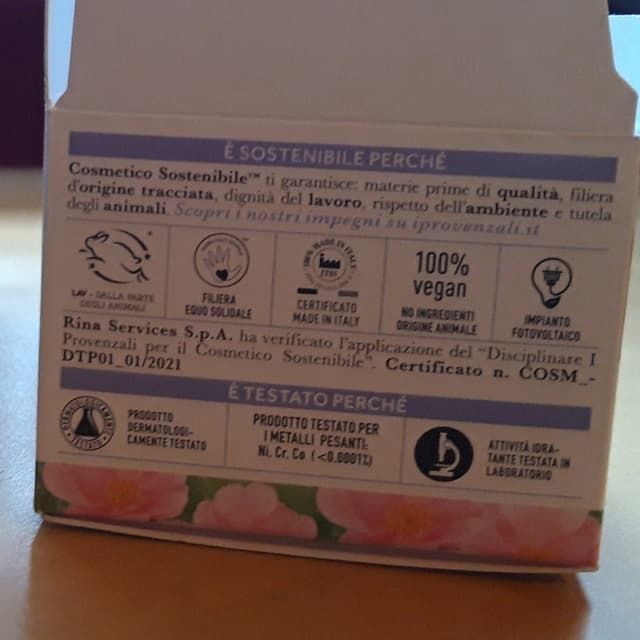 È SOSTENIBILE PERCHÉ
Cosmetico Sostenibile™ ti garantisce: materie prime di qualità, filiera
d'origine tracciata, dignità del lavoro, rispetto dell'ambiente e tutela
degli animali. Scopri i nostri impegni su iprovenzali.it
LAV - DALLA PARTE
DEGLI ANIMALI
FILIERA
EQUO SOLIDALE
100% MADE IN ITALY
CERTIFICATO
MADE IN ITALY
100%
vegan
NO INGREDIENTI
ORIGINE ANIMALE
IMPIANTO
FOTOVOLTAICO
Rina Services S.p.A. ha verificato l'applicazione del "Disciplinare I
Provenzali per il Cosmetico Sostenibile". Certificato n. COSM_-
DTP01_01/2021
È TESTATO PERCHÉ
DERMATOLOGICAMENTE
TESTATO
PRODOTTO
DERMATOLOGI-
CAMENTE TESTATO
PRODOTTO TESTATO PER
I METALLI PESANTI:
Ni, Cr, Co (<0,0001%)
ATTIVITÀ IDRA-
TANTE TESTATA IN
LABORATORIO